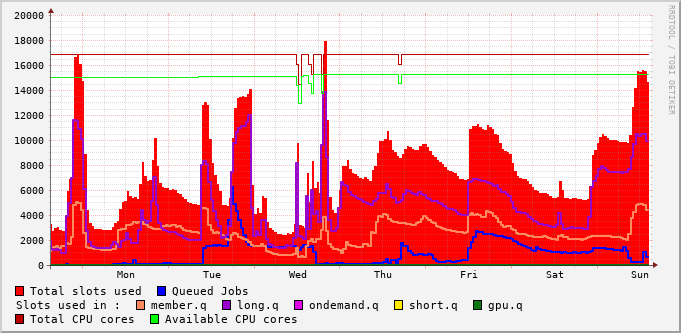 20000
18000
16000
14000
12000
10000
8000
6000
4000
2000
0
Mon Tue Wed Thu Fri Sat Sun
RRDTOOL / TOBI OETIKER
Total slots used Queued Jobs
Slots used in : member.q long.q ondemand.q short.q gpu.q
Total CPU cores Available CPU cores